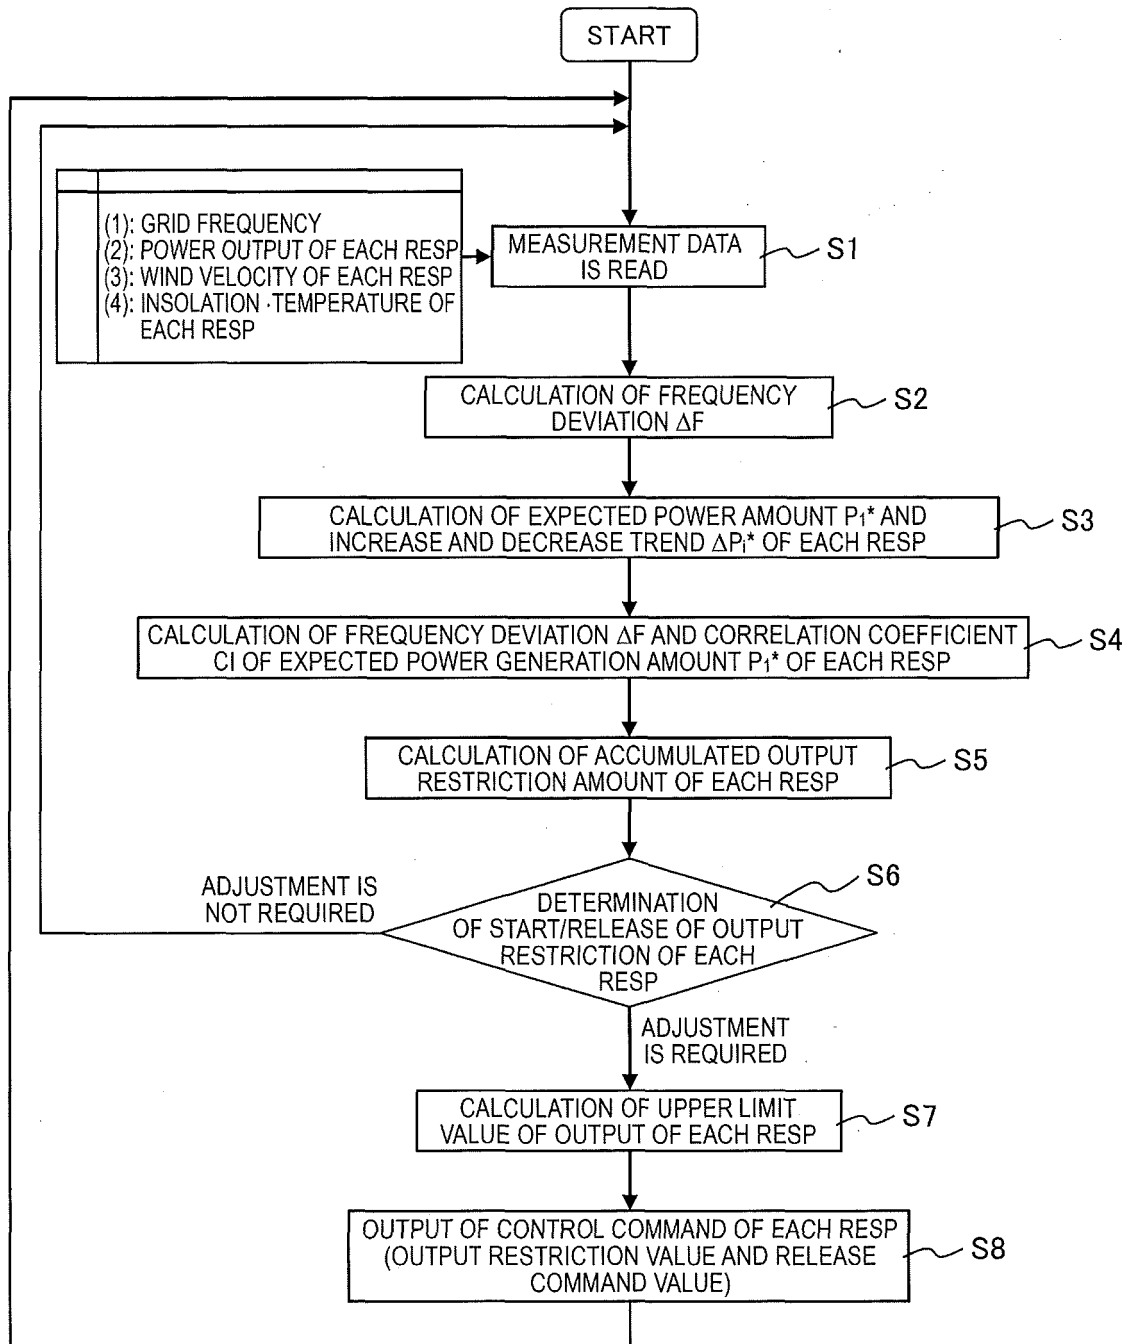 START
(1): GRID FREQUENCY
(2): POWER OUTPUT OF EACH RESP
(3): WIND VELOCITY OF EACH RESP
(4): INSOLATION ·TEMPERATURE OF
EACH RESP
MEASUREMENT DATA
IS READ
S1
CALCULATION OF FREQUENCY
DEVIATION ΔF
S2
CALCULATION OF EXPECTED POWER AMOUNT P₁* AND
INCREASE AND DECREASE TREND ΔPᵢ* OF EACH RESP
S3
CALCULATION OF FREQUENCY DEVIATION ΔF AND CORRELATION COEFFICIENT
CI OF EXPECTED POWER GENERATION AMOUNT P₁* OF EACH RESP
S4
CALCULATION OF ACCUMULATED OUTPUT
RESTRICTION AMOUNT OF EACH RESP
S5
ADJUSTMENT IS
NOT REQUIRED
DETERMINATION
OF START/RELEASE OF OUTPUT
RESTRICTION OF EACH
RESP
S6
ADJUSTMENT
IS REQUIRED
CALCULATION OF UPPER LIMIT
VALUE OF OUTPUT OF EACH RESP
S7
OUTPUT OF CONTROL COMMAND OF EACH RESP
(OUTPUT RESTRICTION VALUE AND RELEASE
COMMAND VALUE)
S8